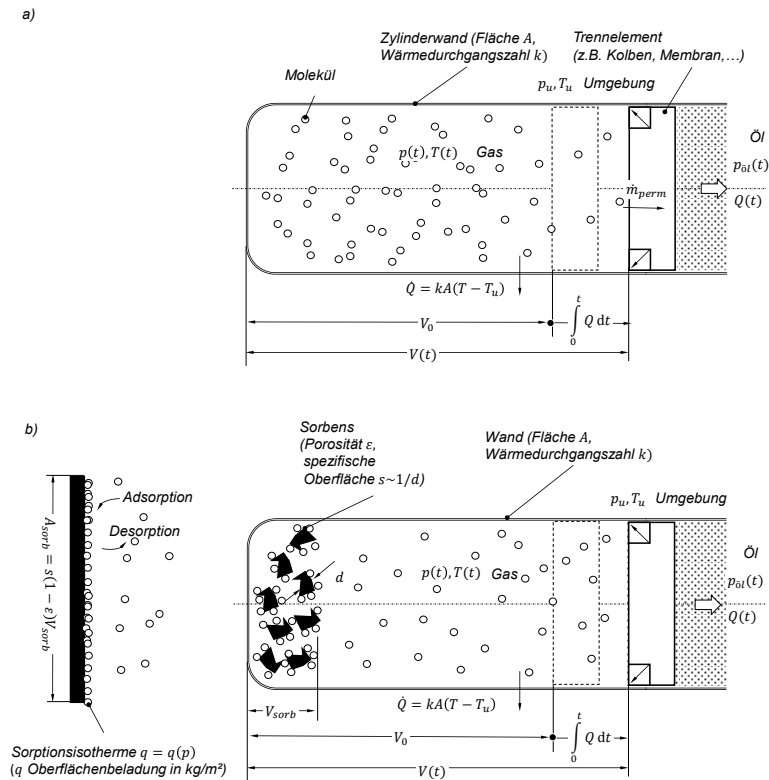 a)
Zylinderwand (Fläche A,
Wärmedurchgangszahl k)
Trennelement
(z.B. Kolben, Membran,…)
Molekül
p_u, T_u Umgebung
p(t), T(t) Gas
Öl
p_öl(t)
ṁ_perm
Q(t)
Q̇ = kA(T − T_u)
V_0
∫_0^t Q dt
V(t)
b)
Sorbens
(Porosität ε,
spezifische
Oberfläche s~1/d)
Wand (Fläche A,
Wärmedurchgangszahl k)
p_u, T_u Umgebung
Adsorption
Desorption
A_sorb = s(1 − ε)V_sorb
d
p(t), T(t) Gas
Öl
p_öl(t)
Q(t)
V_sorb
Q̇ = kA(T − T_u)
V_0
∫_0^t Q dt
V(t)
Sorptionsisotherme q = q(p)
(q Oberflächenbeladung in kg/m²)